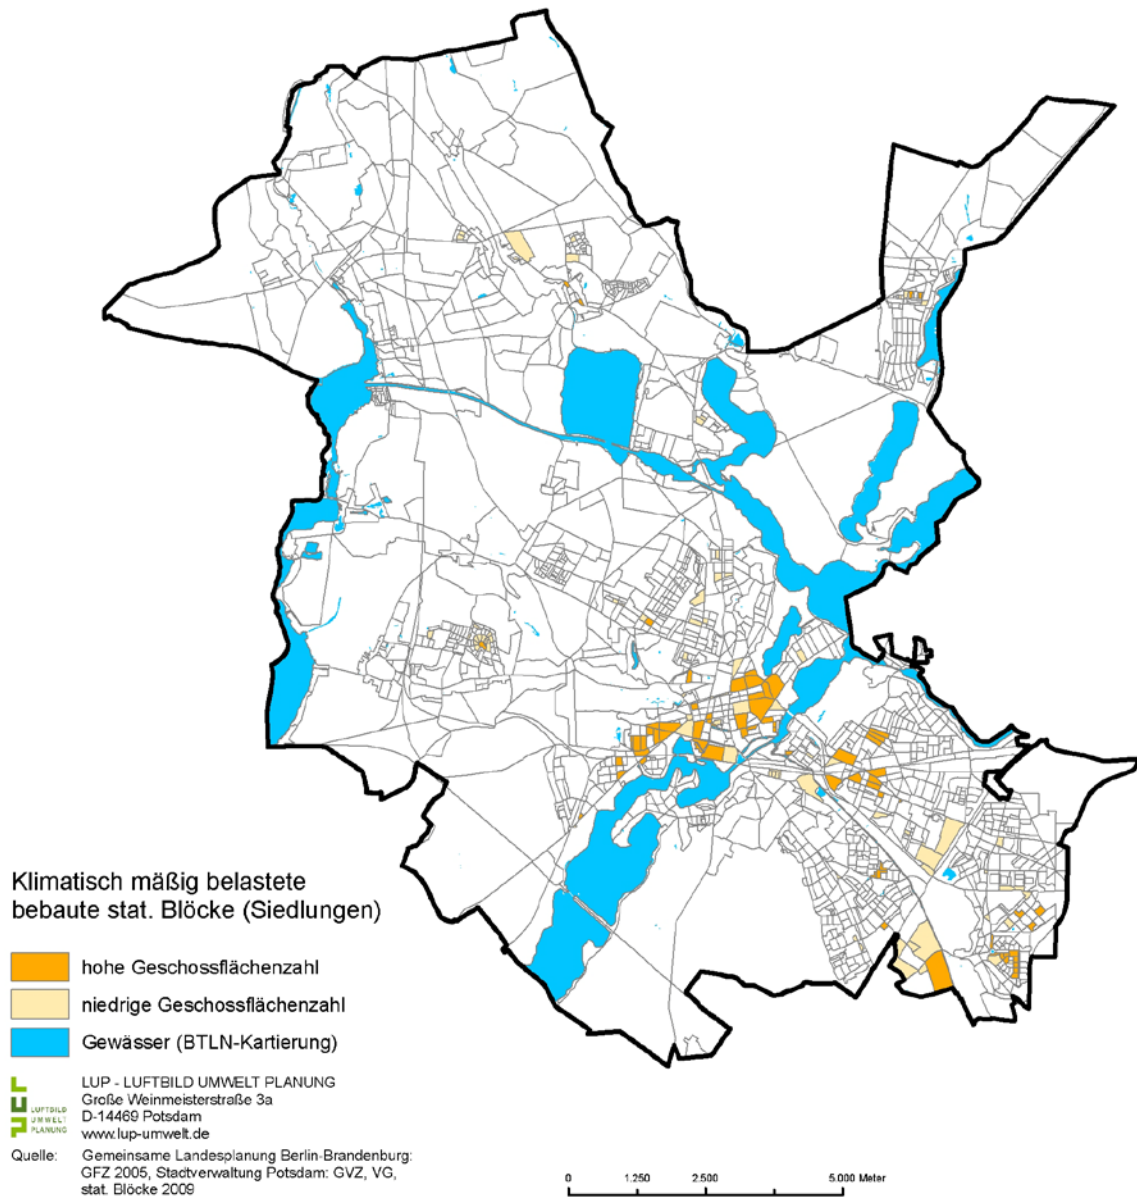 Klimatisch mäßig belastete
bebaute stat. Blöcke (Siedlungen)
hohe Geschossflächenzahl
niedrige Geschossflächenzahl
Gewässer (BTLN-Kartierung)
LUFTBILD
UMWELT
PLANUNG
LUP - LUFTBILD UMWELT PLANUNG
Große Weinmeisterstraße 3a
D-14469 Potsdam
www.lup-umwelt.de
Quelle: Gemeinsame Landesplanung Berlin-Brandenburg:
GFZ 2005, Stadtverwaltung Potsdam: GVZ, VG,
stat. Blöcke 2009
0 1.250 2.500 5.000 Meter